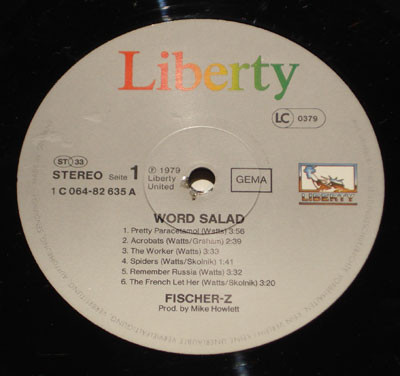 Liberty
LC 0379
ST 33
STEREO Seite 1
1 C 064-82 635 A
℗ 1979
Liberty
United
GEMA
LIBERTY
WORD SALAD
1. Pretty Paracetamol (Watts) 3:56
2. Acrobats (Watts/Graham) 2:39
3. The Worker (Watts) 3:33
4. Spiders (Watts/Skolnik) 4:41
5. Remember Russia (Watts) 3:32
6. The French Let Her (Watts/Skolnik) 3:20
FISCHER-Z
Prod. by Mike Howlett